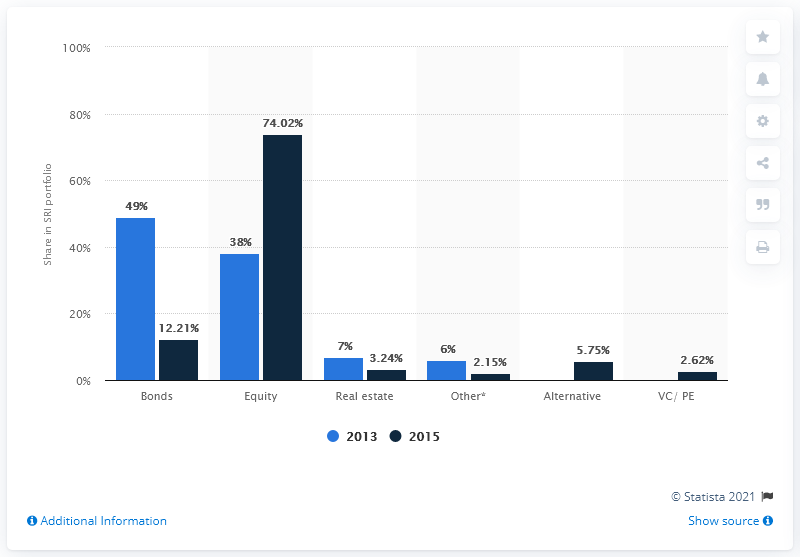 100%
80%
60%
40%
20%
0%
Share in SRI portfolio
49%
12.21%
38%
74.02%
7%
3.24%
6%
2.15%
5.75%
2.62%
Bonds
Equity
Real estate
Other*
Alternative
VC/ PE
2013
2015
© Statista 2021
Additional Information
Show source